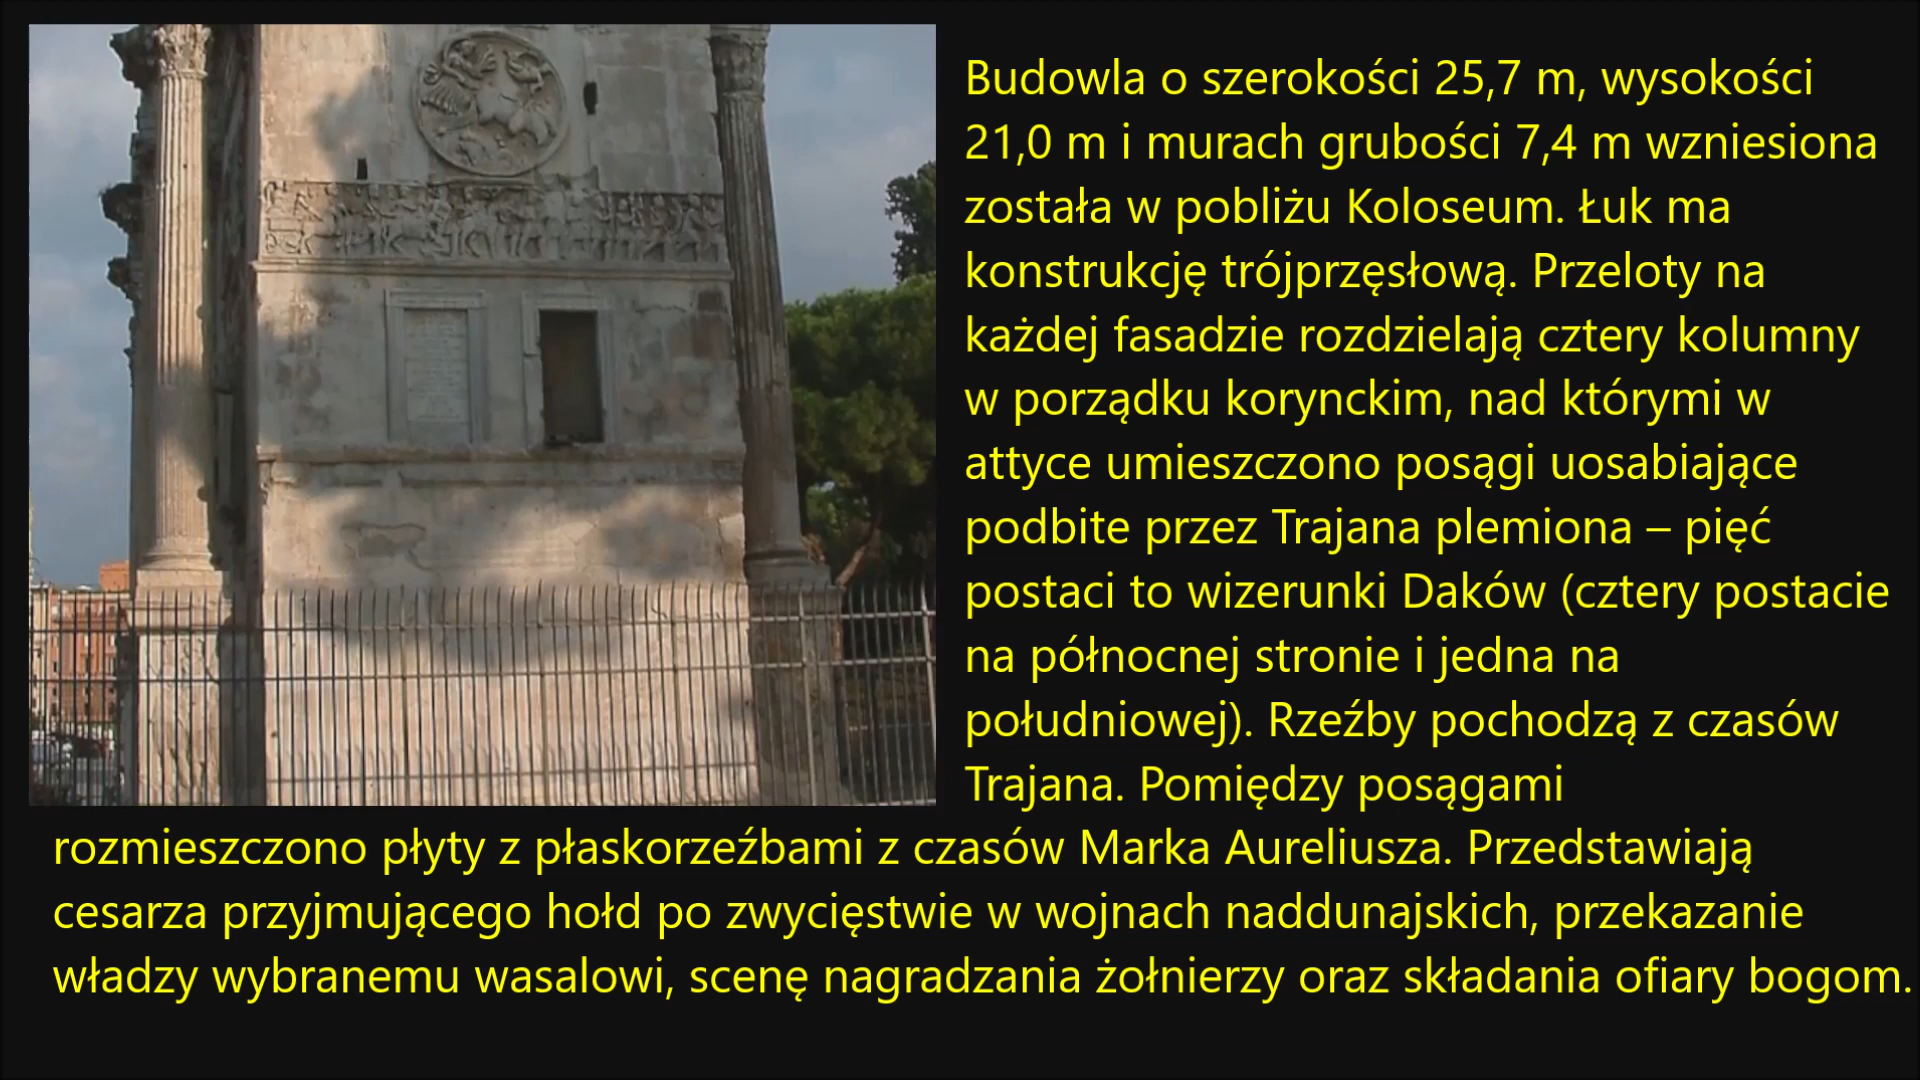 Budowla o szerokości 25,7 m, wysokości
21,0 m i murach grubości 7,4 m wzniesiona
została w pobliżu Koloseum. Łuk ma
konstrukcję trójprzęsłową. Przeloty na
każdej fasadzie rozdzielają cztery kolumny
w porządku korynckim, nad którymi w
attyce umieszczono posągi uosabiające
podbite przez Trajana plemiona – pięć
postaci to wizerunki Daków (cztery postacie
na północnej stronie i jedna na
południowej). Rzeźby pochodzą z czasów
Trajana. Pomiędzy posągami
rozmieszczono płyty z płaskorzeźbami z czasów Marka Aureliusza. Przedstawiają
cesarza przyjmującego hołd po zwycięstwie w wojnach naddunajskich, przekazanie
władzy wybranemu wasalowi, scenę nagradzania żołnierzy oraz składania ofiary bogom.